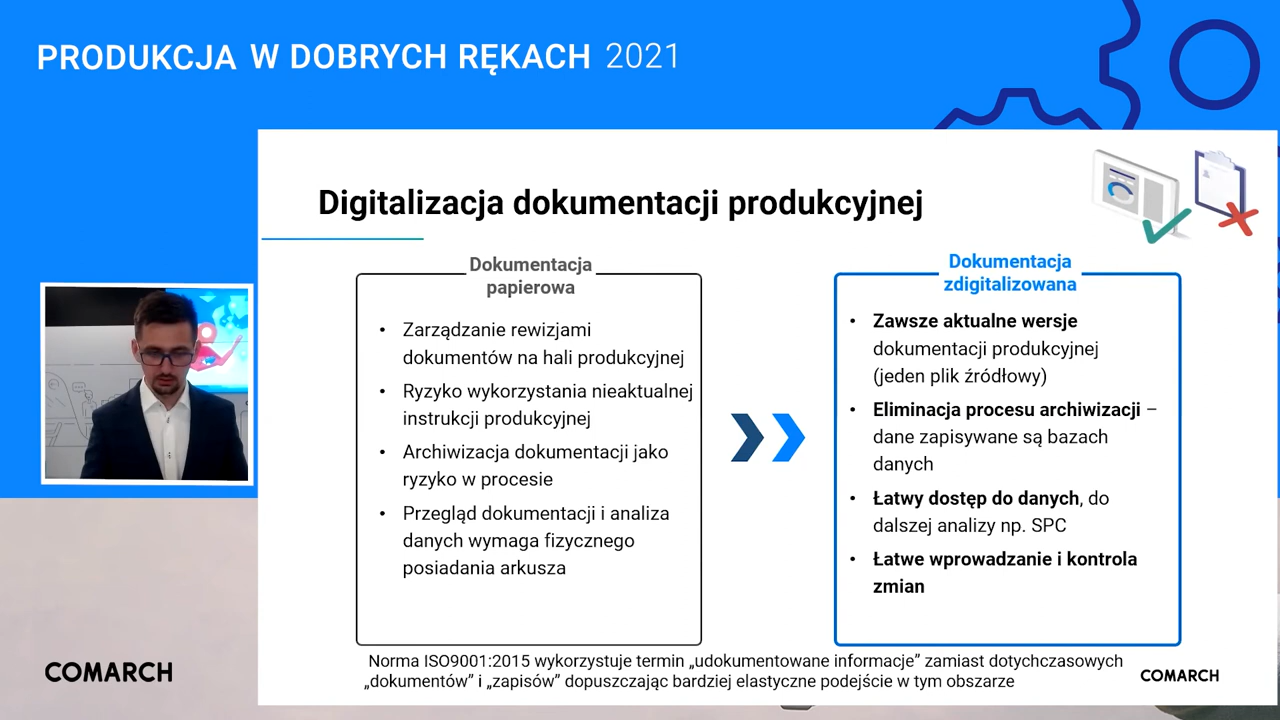 PRODUKCJA W DOBRYCH RĘKACH 2021
Digitalizacja dokumentacji produkcyjnej
Dokumentacja
papierowa
• Zarządzanie rewizjami
dokumentów na hali produkcyjnej
• Ryzyko wykorzystania nieaktualnej
instrukcji produkcyjnej
• Archiwizacja dokumentacji jako
ryzyko w procesie
• Przegląd dokumentacji i analiza
danych wymaga fizycznego
posiadania arkusza
Dokumentacja
zdigitalizowana
• Zawsze aktualne wersje
dokumentacji produkcyjnej
(jeden plik źródłowy)
• Eliminacja procesu archiwizacji –
dane zapisywane są bazach
danych
• Łatwy dostęp do danych, do
dalszej analizy np. SPC
• Łatwe wprowadzanie i kontrola
zmian
Norma ISO9001:2015 wykorzystuje termin „udokumentowane informacje” zamiast dotychczasowych
„dokumentów” i „zapisów” dopuszczając bardziej elastyczne podejście w tym obszarze
COMARCH
COMARCH